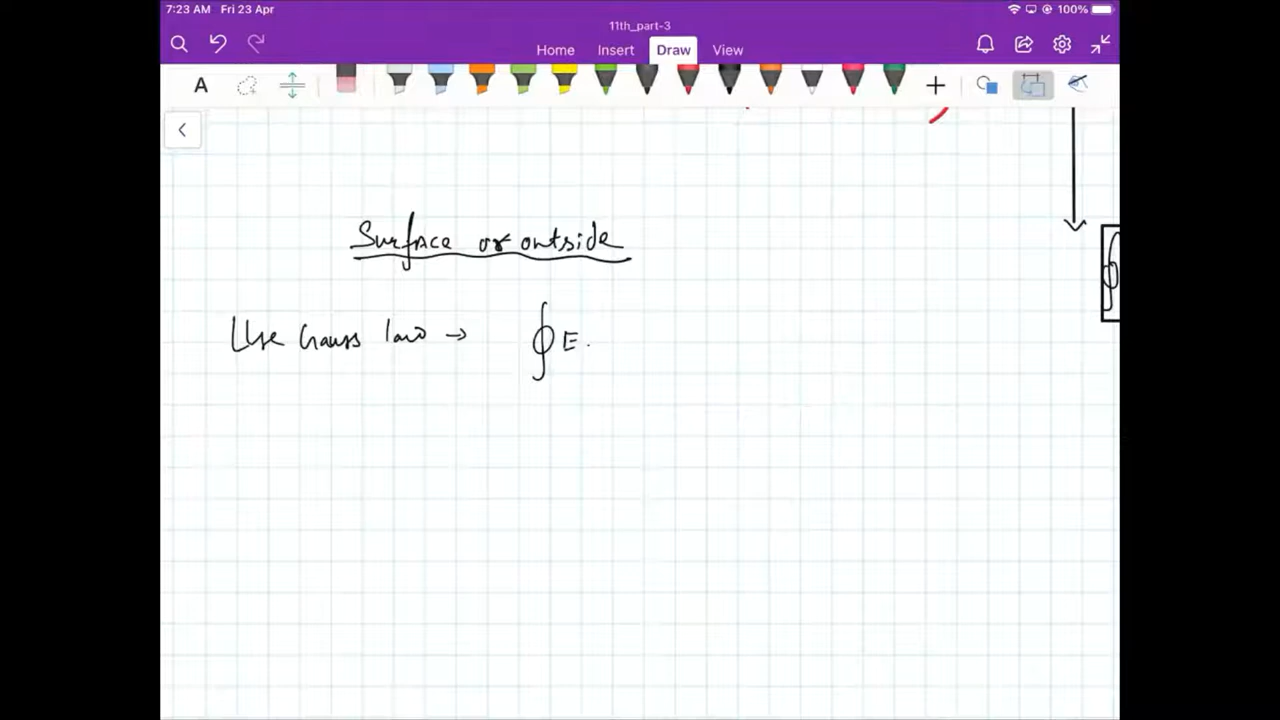 7:23 AM Fri 23 Apr 100%
11th_part-3
Home Insert Draw View
A
Surface or outside
Use Gauss law → ∮ E.